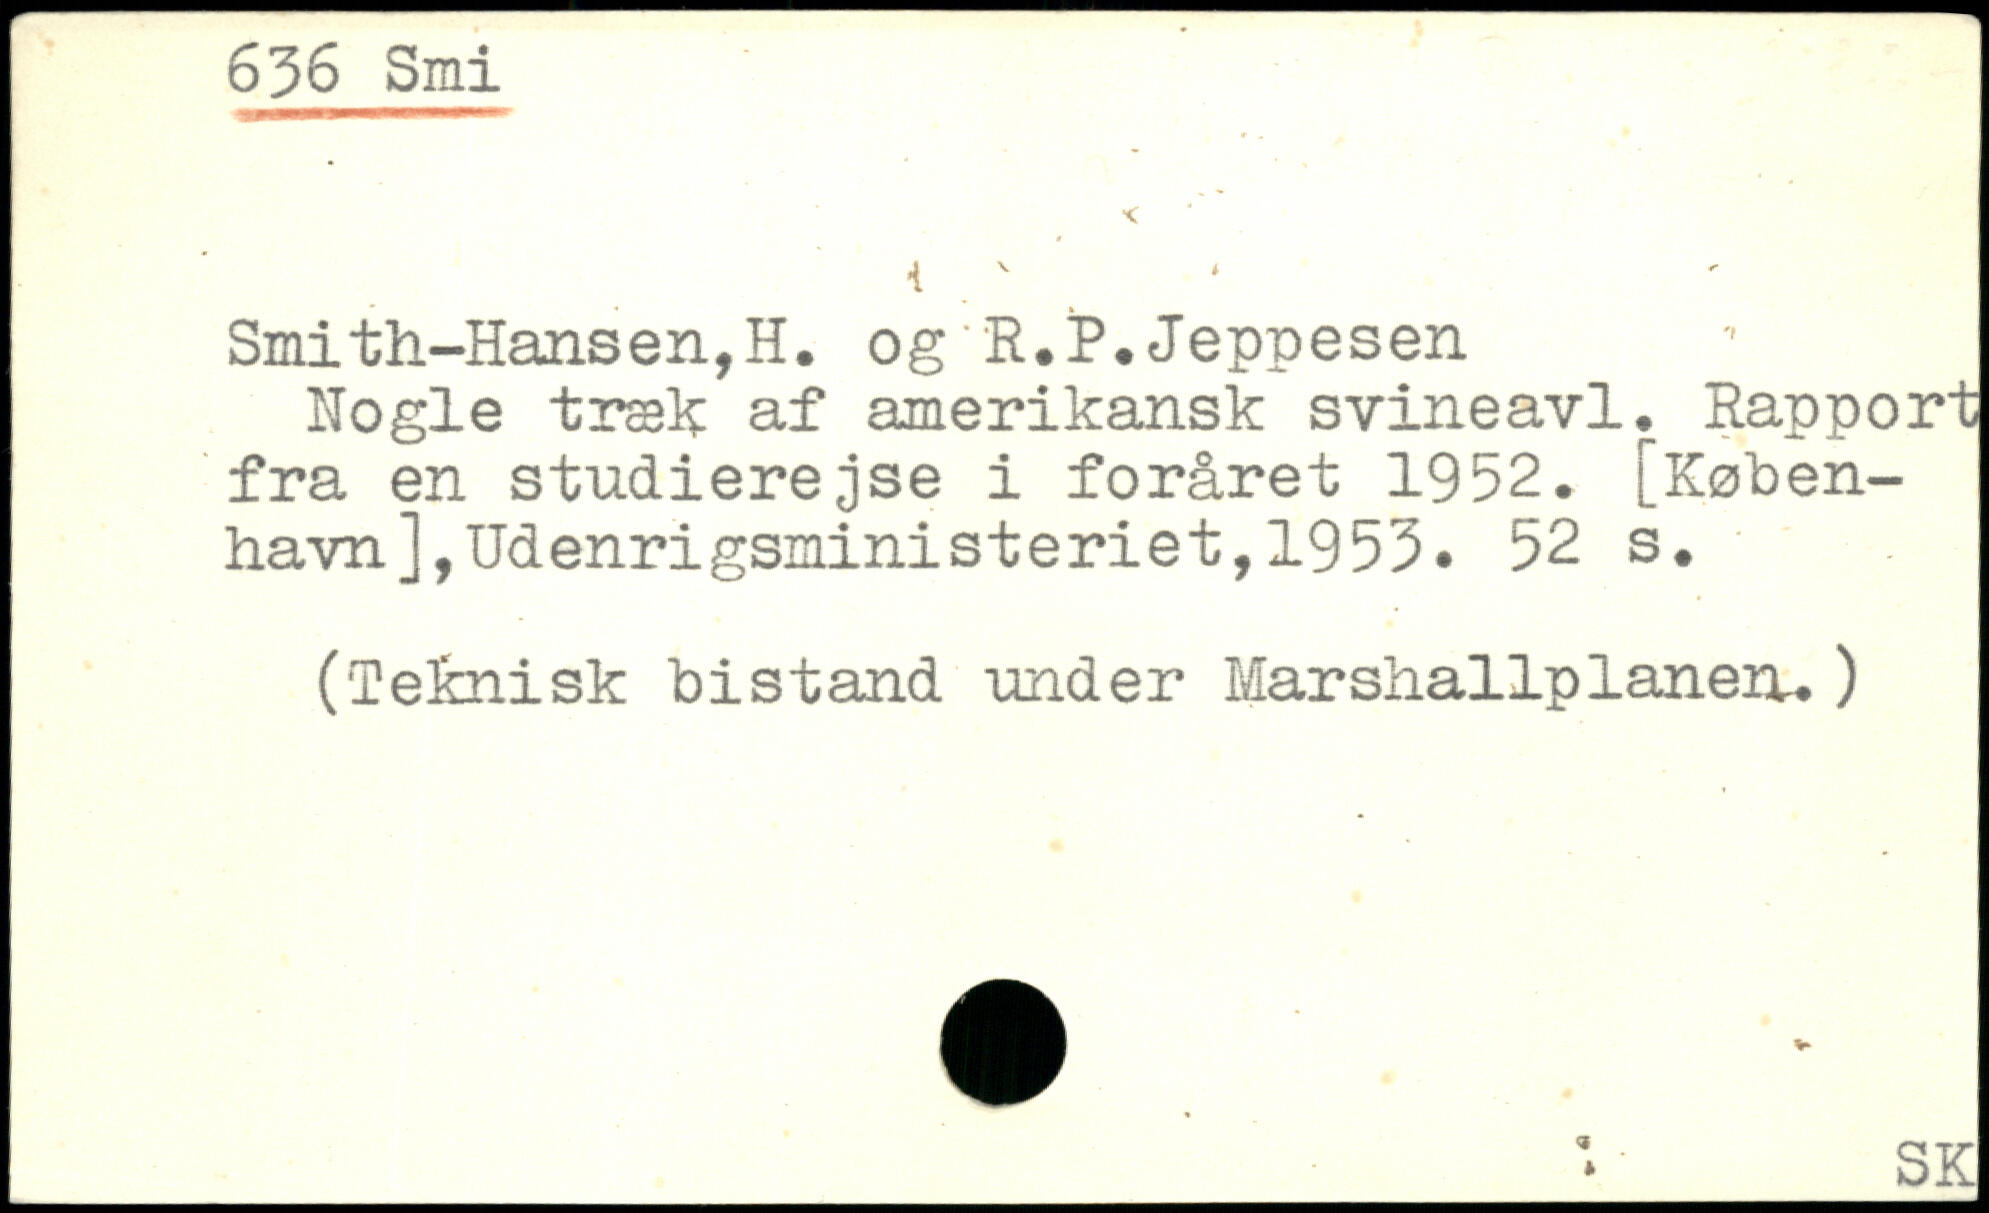 636 Smi
Smith-Hansen,H. og R.P.Jeppesen
Nogle træk af amerikansk svineavl. Rapport
fra en studierejse i foråret 1952. [Køben-
havn],Udenrigsministeriet,1953. 52 s.
(Teknisk bistand under Marshallplanen.)
SK